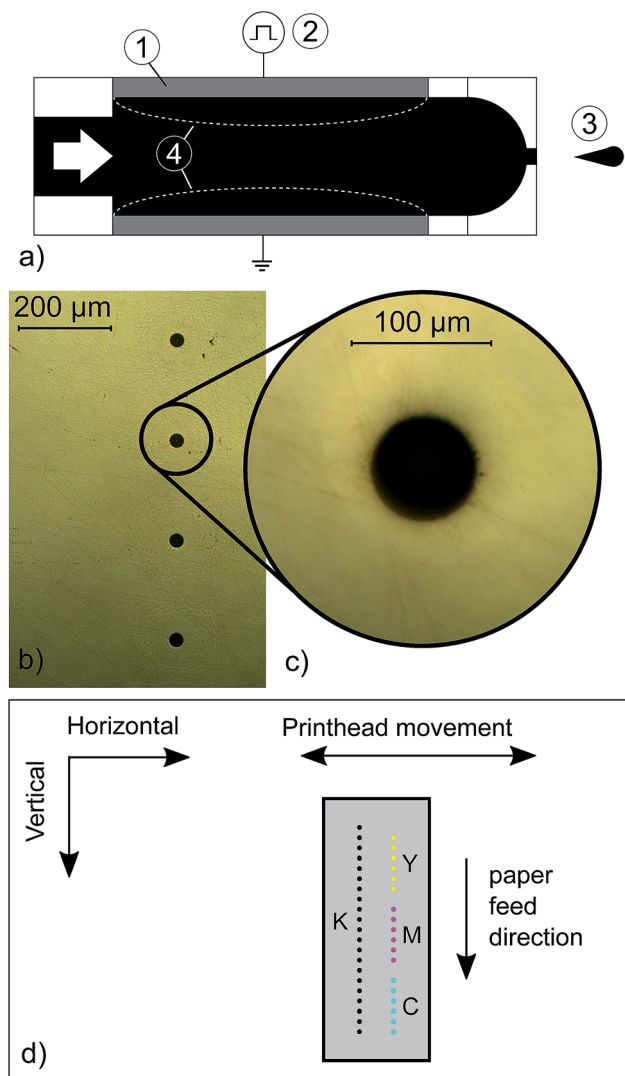 1
2
3
4
a)
200 µm
100 µm
b)
c)
Horizontal
Printhead movement
Vertical
Y
K
M
C
paper
feed
direction
d)